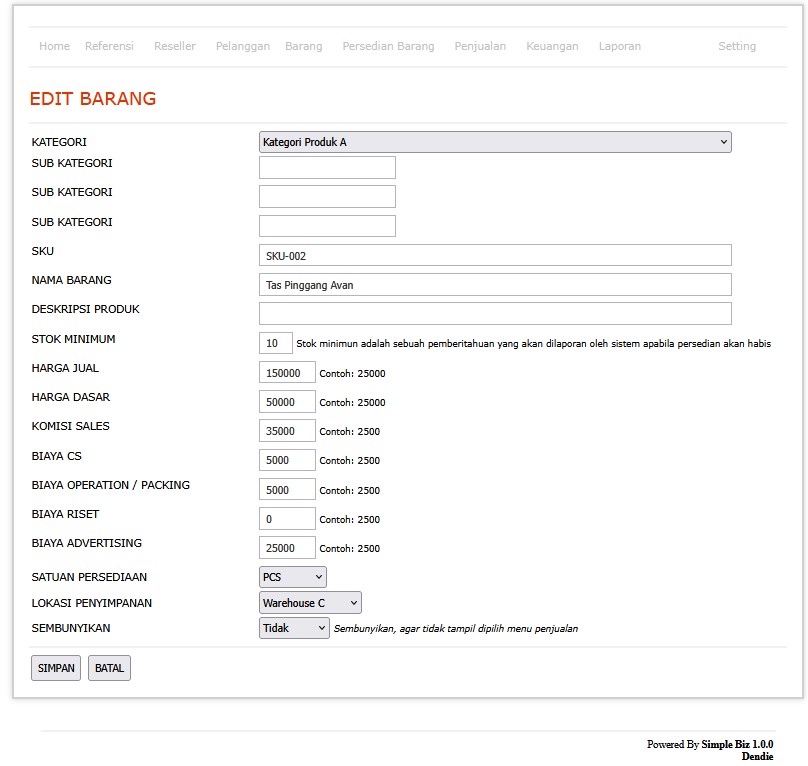 Home Referensi Reseller Pelanggan Barang Persedian Barang Penjualan Keuangan Laporan Setting
EDIT BARANG
KATEGORI Kategori Produk A
SUB KATEGORI
SUB KATEGORI
SUB KATEGORI
SKU SKU-002
NAMA BARANG Tas Pinggang Avan
DESKRIPSI PRODUK
STOK MINIMUM 10 Stok minimun adalah sebuah pemberitahuan yang akan dilaporan oleh sistem apabila persedian akan habis
HARGA JUAL 150000 Contoh: 25000
HARGA DASAR 50000 Contoh: 25000
KOMISI SALES 35000 Contoh: 2500
BIAYA CS 5000 Contoh: 2500
BIAYA OPERATION / PACKING 5000 Contoh: 2500
BIAYA RISET 0 Contoh: 2500
BIAYA ADVERTISING 25000 Contoh: 2500
SATUAN PERSEDIAAN PCS
LOKASI PENYIMPANAN Warehouse C
SEMBUNYIKAN Tidak Sembunyikan, agar tidak tampil dipilih menu penjualan
SIMPAN BATAL
Powered By Simple Biz 1.0.0
Dendie